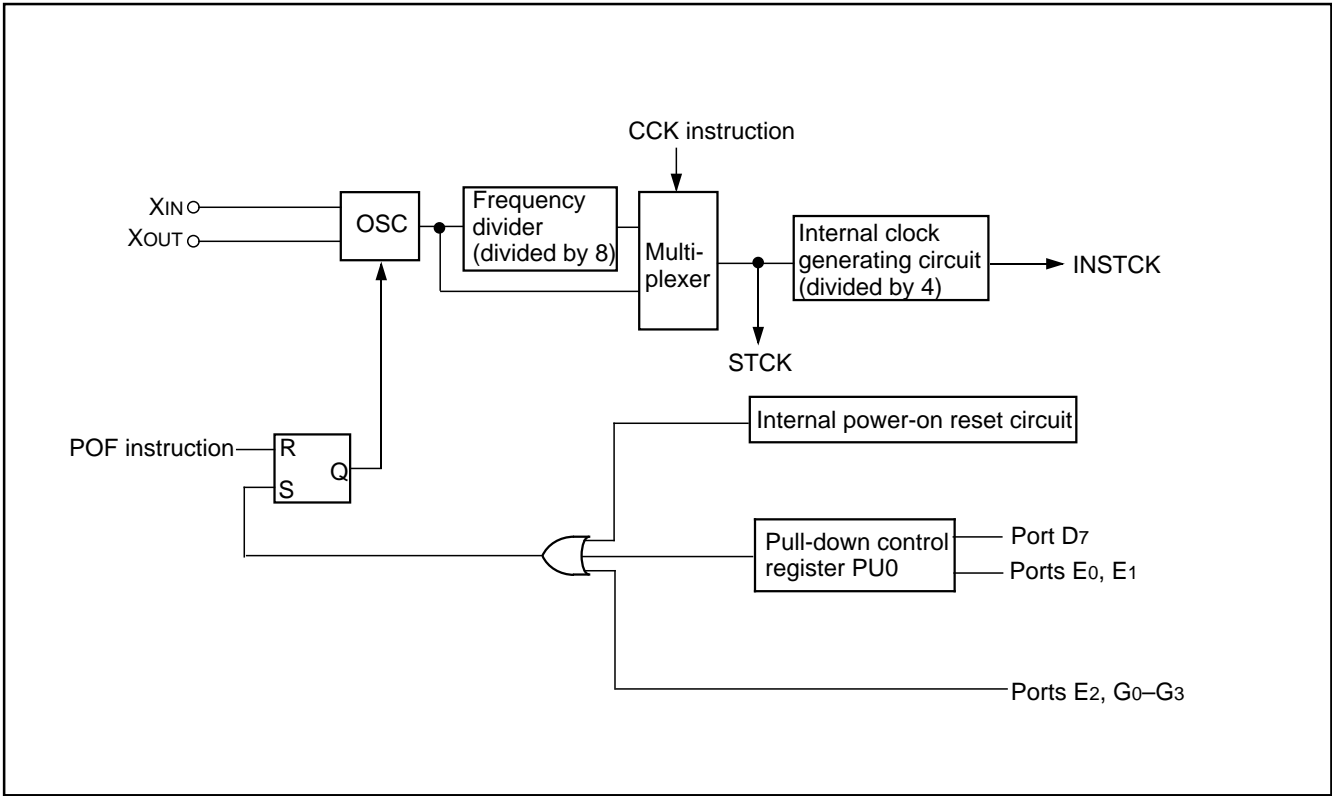 CCK instruction
XIN
XOUT
OSC
Frequency
divider
(divided by 8)
Multi-
plexer
Internal clock
generating circuit
(divided by 4)
INSTCK
STCK
Internal power-on reset circuit
POF instruction
R
S
Q
Pull-down control
register PU0
Port D7
Ports E0, E1
Ports E2, G0–G3